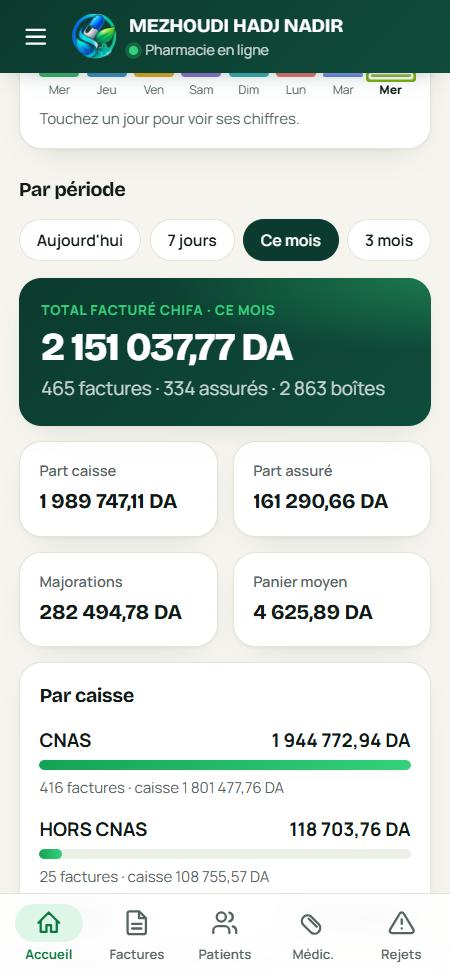 MEZHOUDI HADJ NADIR
Pharmacie en ligne
Mer Jeu Ven Sam Dim Lun Mar Mer
Touchez un jour pour voir ses chiffres.
Par période
Aujourd'hui 7 jours Ce mois 3 mois
TOTAL FACTURÉ CHIFA · CE MOIS
2 151 037,77 DA
465 factures · 334 assurés · 2 863 boîtes
Part caisse Part assuré
1 989 747,11 DA 161 290,66 DA
Majorations Panier moyen
282 494,78 DA 4 625,89 DA
Par caisse
CNAS 1 944 772,94 DA
416 factures · caisse 1 801 477,76 DA
HORS CNAS 118 703,76 DA
25 factures · caisse 108 755,57 DA
Accueil Factures Patients Médic. Rejets